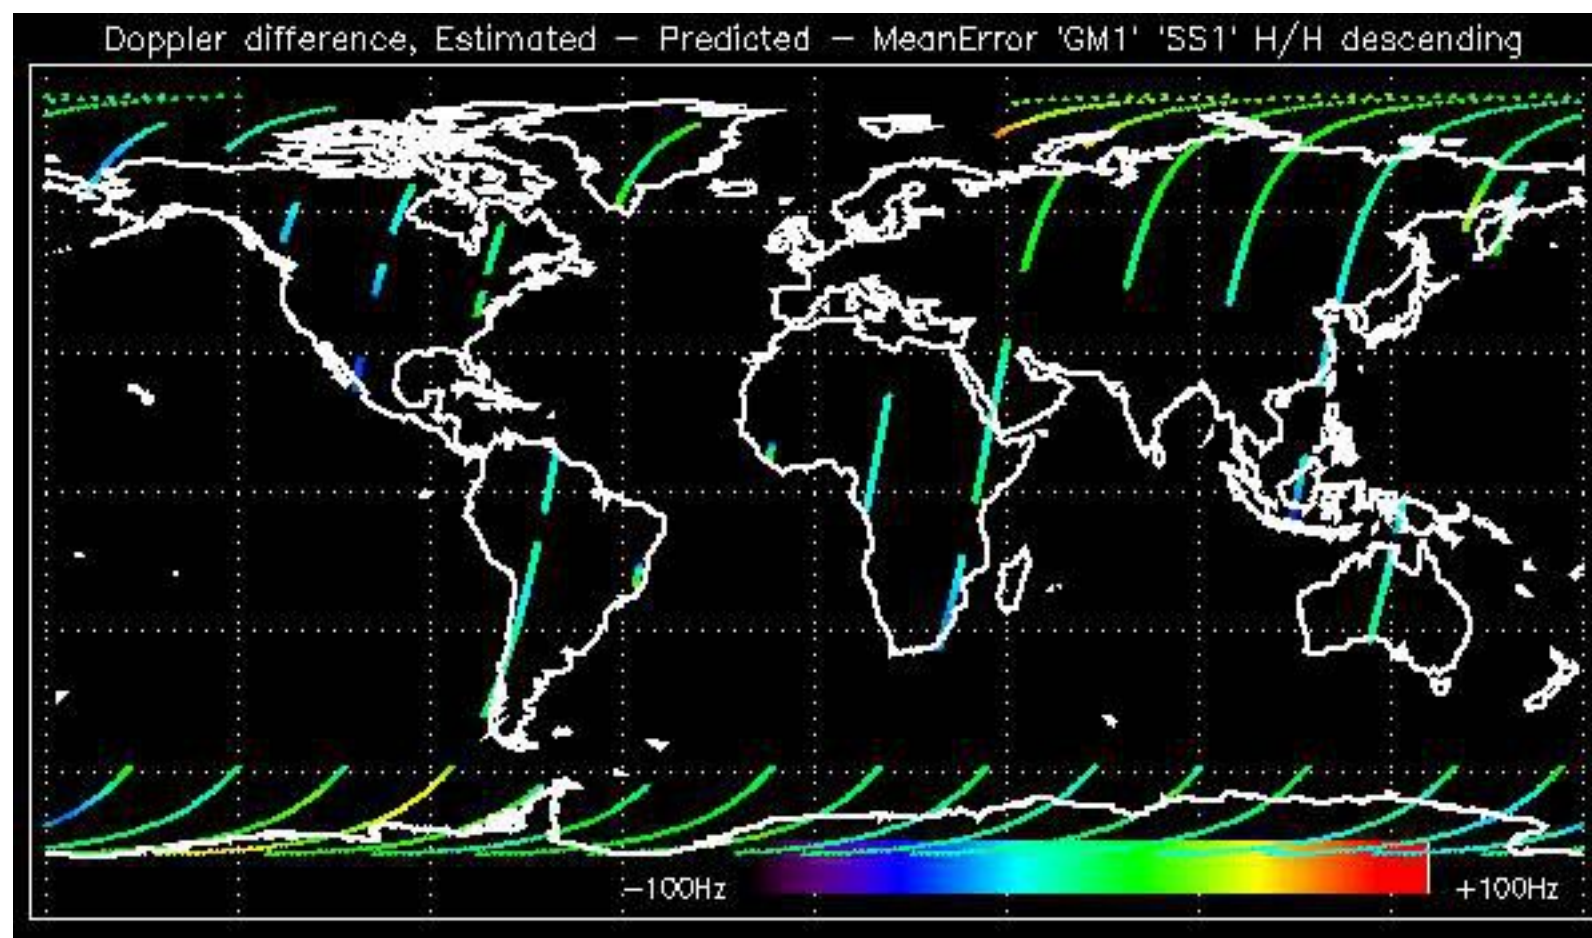 Doppler difference, Estimated – Predicted – MeanError 'GM1' 'SS1' H/H descending
–100Hz +100Hz